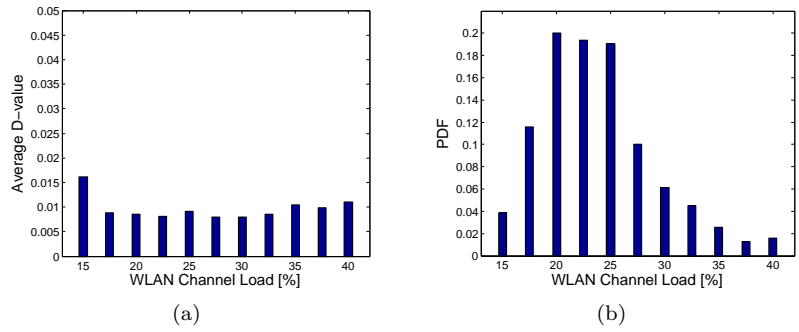 0.05
0.045
0.04
0.035
0.03
0.025
0.02
0.015
0.01
0.005
0
Average D−value
15 20 25 30 35 40
WLAN Channel Load [%]
(a)
0.2
0.18
0.16
0.14
0.12
0.1
0.08
0.06
0.04
0.02
0
PDF
15 20 25 30 35 40
WLAN Channel Load [%]
(b)